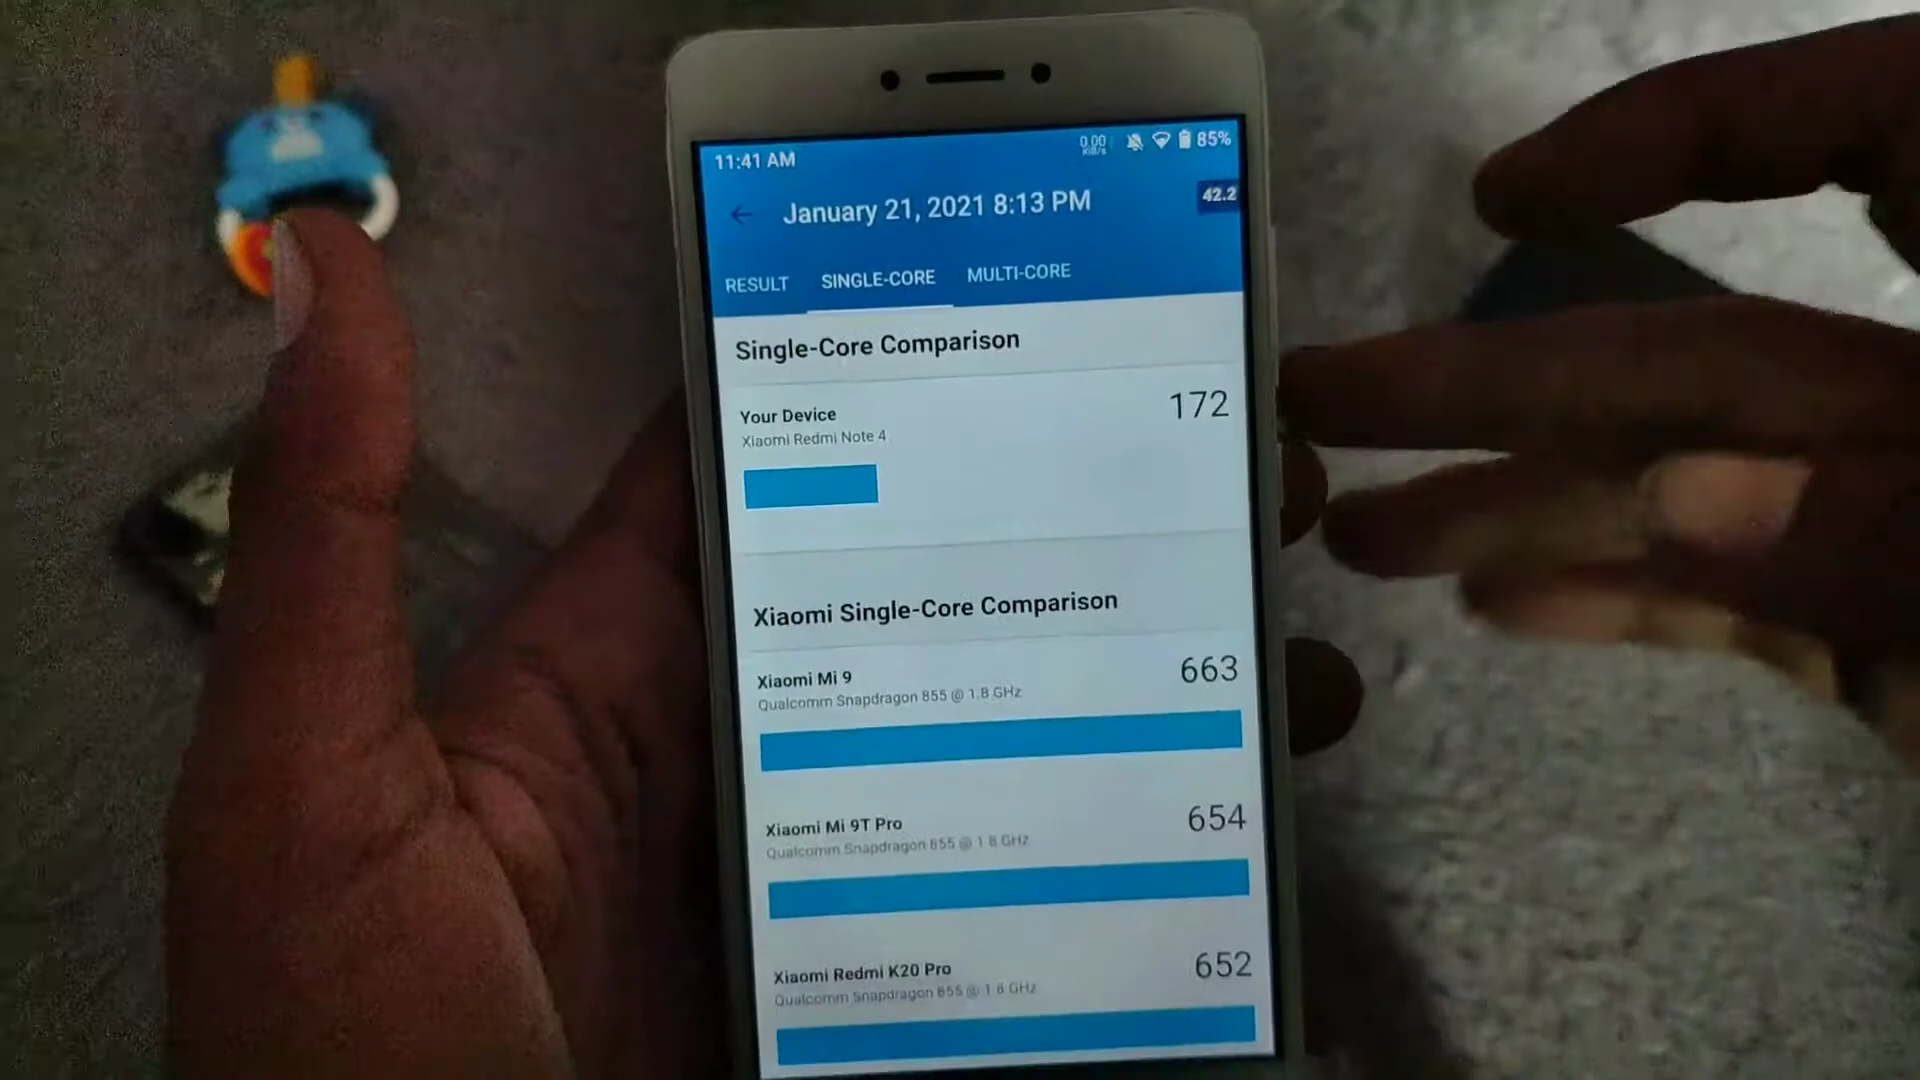 11:41 AM 0.00 KiB/s 85%
January 21, 2021 8:13 PM 42.2
RESULT SINGLE-CORE MULTI-CORE
Single-Core Comparison
Your Device 172
Xiaomi Redmi Note 4
Xiaomi Single-Core Comparison
Xiaomi Mi 9 663
Qualcomm Snapdragon 855 @ 1.8 GHz
Xiaomi Mi 9T Pro 654
Qualcomm Snapdragon 855 @ 1.8 GHz
Xiaomi Redmi K20 Pro 652
Qualcomm Snapdragon 855 @ 1.8 GHz